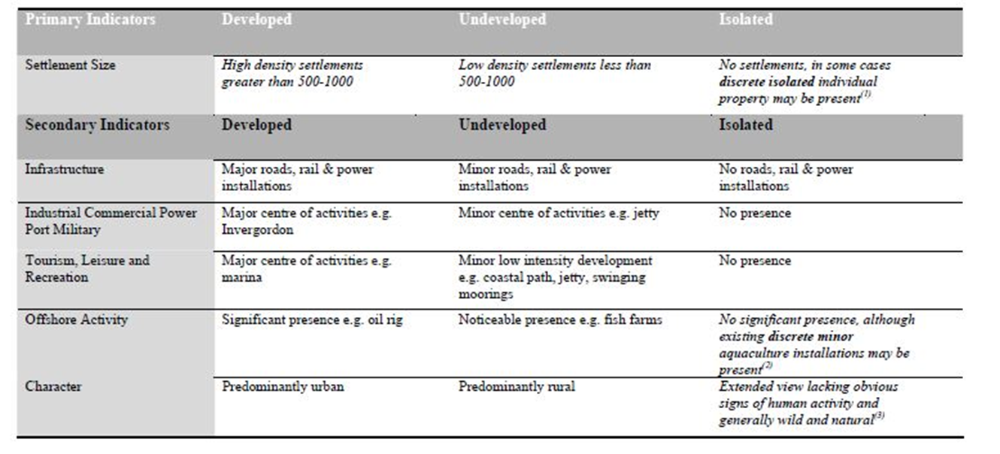 Primary Indicators Developed Undeveloped Isolated
Settlement Size High density settlements Low density settlements less than No settlements, in some cases
greater than 500-1000 500-1000 discrete isolated individual
property may be present(1)
Secondary Indicators Developed Undeveloped Isolated
Infrastructure Major roads, rail & power Minor roads, rail & power No roads, rail & power
installations installations installations
Industrial Commercial Power Major centre of activities e.g. Minor centre of activities e.g. jetty No presence
Port Military Invergordon
Tourism, Leisure and Major centre of activities e.g. Minor low intensity development No presence
Recreation marina e.g. coastal path, jetty, swinging
moorings
Offshore Activity Significant presence e.g. oil rig Noticeable presence e.g. fish farms No significant presence, although
existing discrete minor
aquaculture installations may be
present(2)
Character Predominantly urban Predominantly rural Extended view lacking obvious
signs of human activity and
generally wild and natural(3)